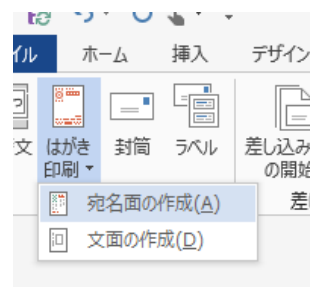 イル ホーム 挿入 デザイン
文 はがき 封筒 ラベル 差し込み
印刷 の開始
宛名面の作成(A) 差
文面の作成(D)